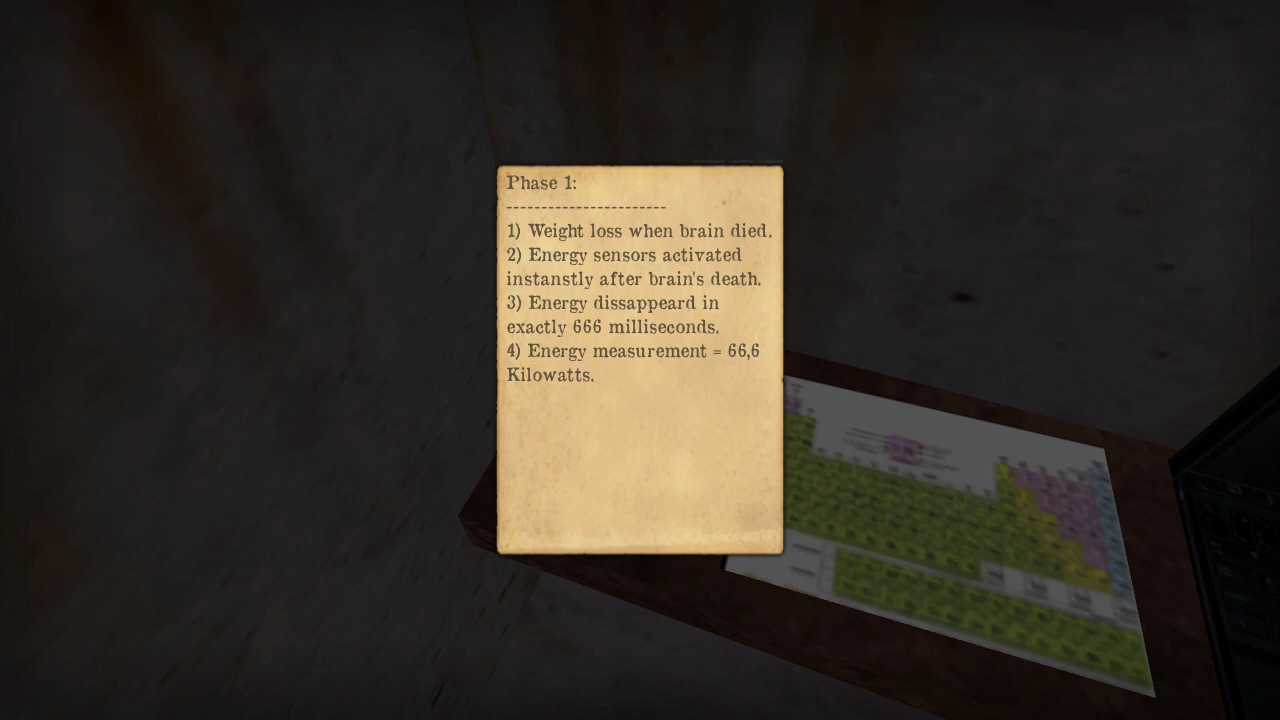 Phase 1:
-----------------------
1) Weight loss when brain died.
2) Energy sensors activated
instanstly after brain's death.
3) Energy dissappeard in
exactly 666 milliseconds.
4) Energy measurement = 66,6
Kilowatts.